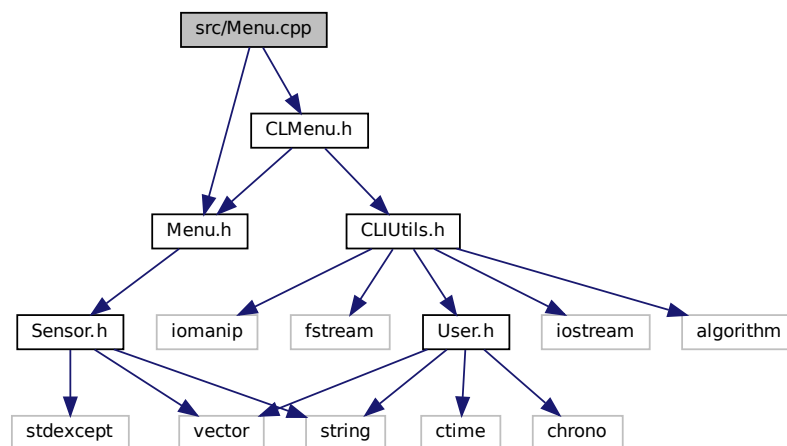 src/Menu.cpp
CLMenu.h
Menu.h
CLIUtils.h
Sensor.h
iomanip
fstream
User.h
iostream
algorithm
stdexcept
vector
string
ctime
chrono